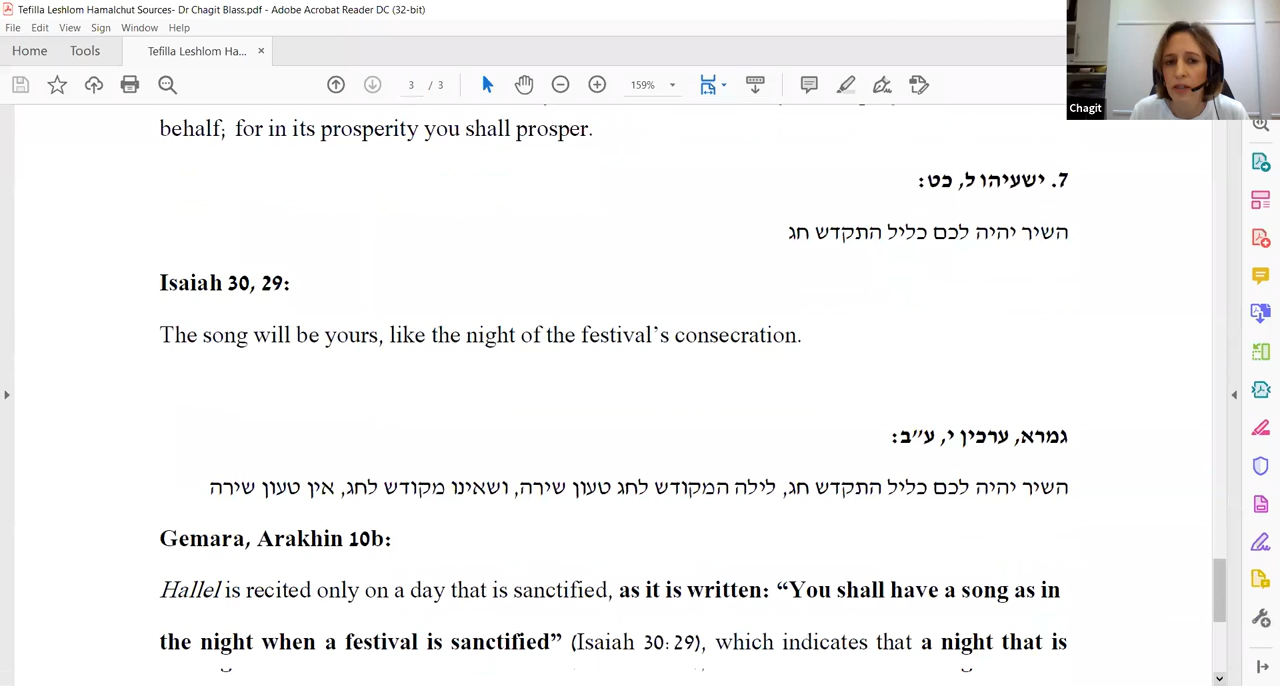 Tefilla Leshlom Hamalchut Sources- Dr Chagit Blass.pdf - Adobe Acrobat Reader DC (32-bit)
File Edit View Sign Window Help
Home Tools Tefilla Leshlom Ha... ×
3 / 3 159%
Chagit
behalf; for in its prosperity you shall prosper.
7. ישעיהו ל, כט:
השיר יהיה לכם כליל התקדש חג
Isaiah 30, 29:
The song will be yours, like the night of the festival’s consecration.
גמרא, ערכין י, ע״ב:
השיר יהיה לכם כליל התקדש חג, לילה המקודש לחג טעון שירה, ושאינו מקודש לחג, אין טעון שירה
Gemara, Arakhin 10b:
Hallel is recited only on a day that is sanctified, as it is written: “You shall have a song as in
the night when a festival is sanctified” (Isaiah 30:29), which indicates that a night that is